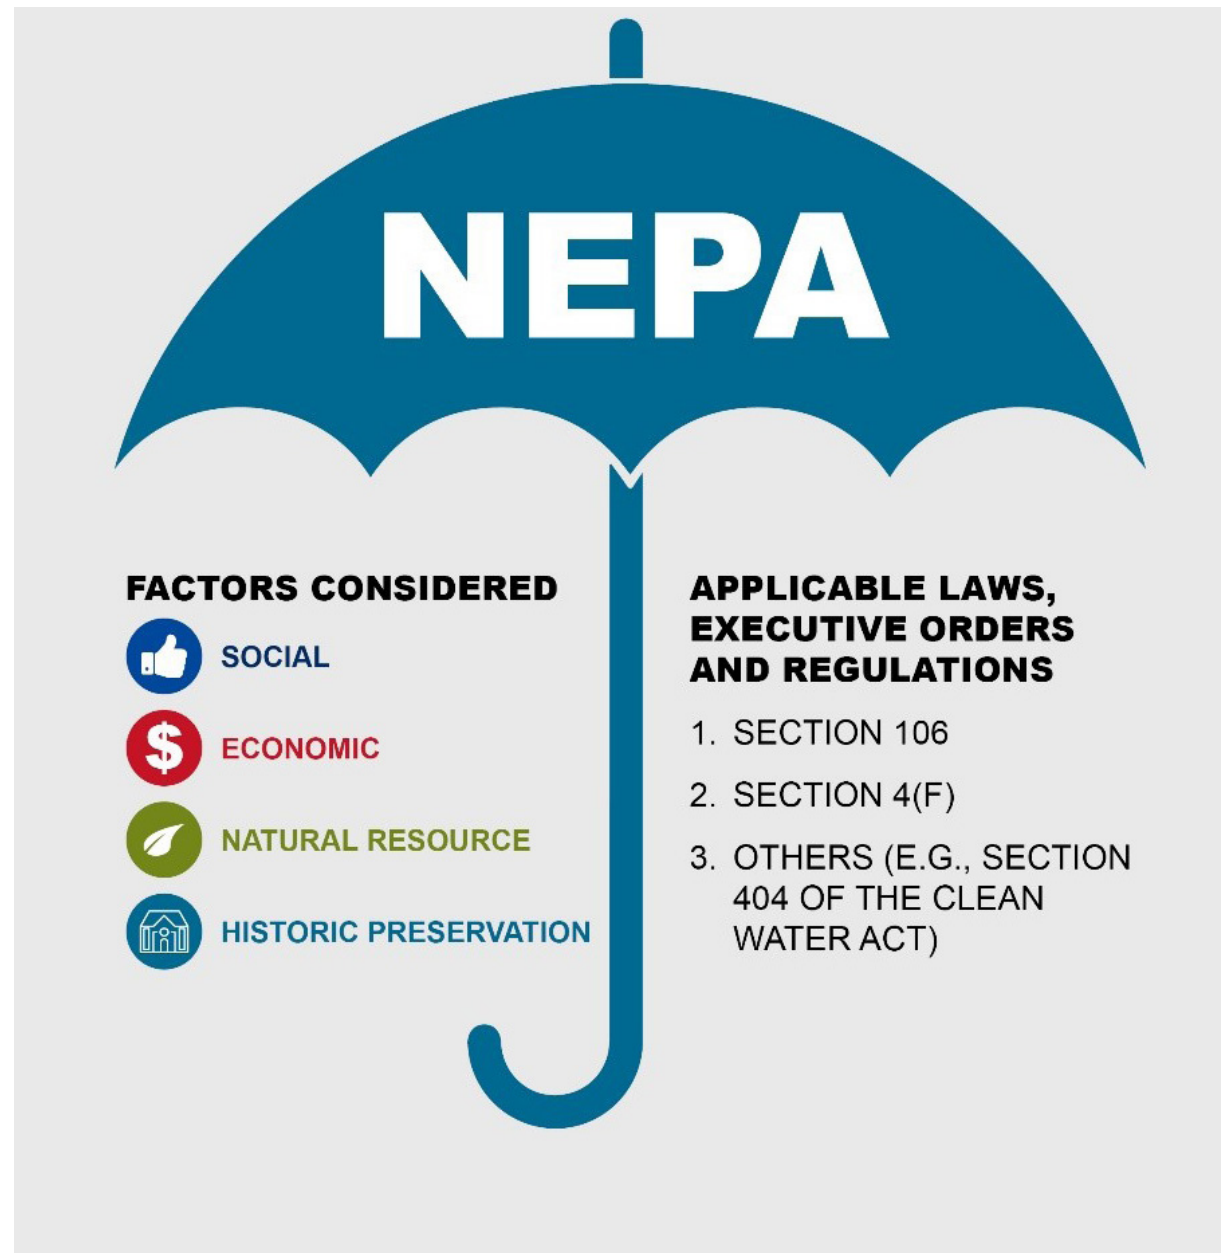 NEPA
FACTORS CONSIDERED
SOCIAL
$
ECONOMIC
NATURAL RESOURCE
HISTORIC PRESERVATION
APPLICABLE LAWS,
EXECUTIVE ORDERS
AND REGULATIONS
1. SECTION 106
2. SECTION 4(F)
3. OTHERS (E.G., SECTION
404 OF THE CLEAN
WATER ACT)